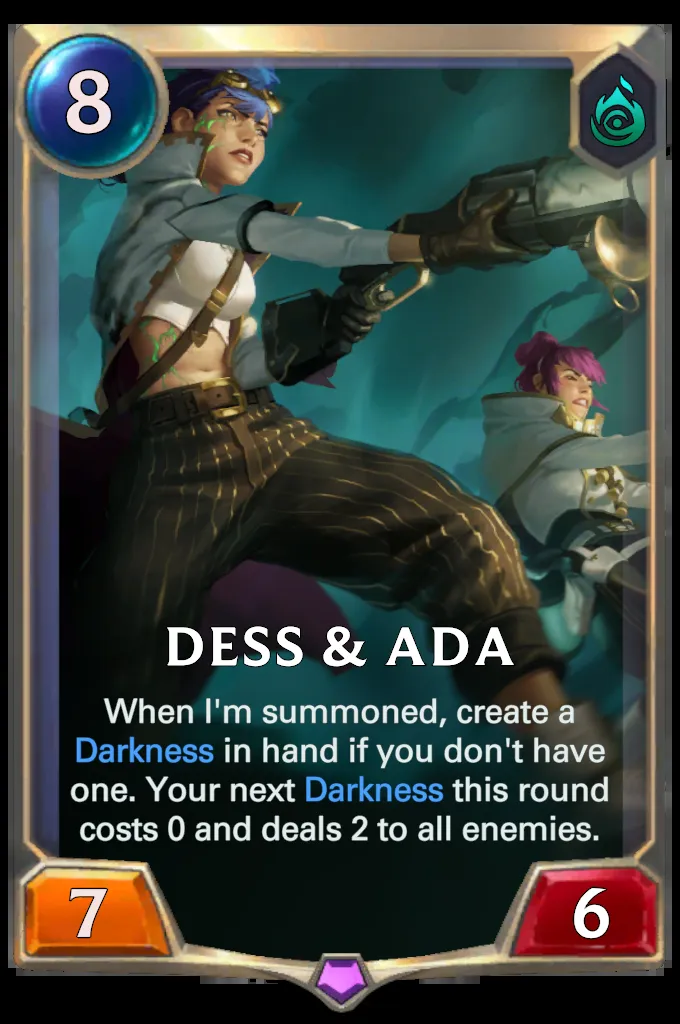 8
DESS & ADA
When I'm summoned, create a
Darkness in hand if you don't have
one. Your next Darkness this round
costs 0 and deals 2 to all enemies.
7
6